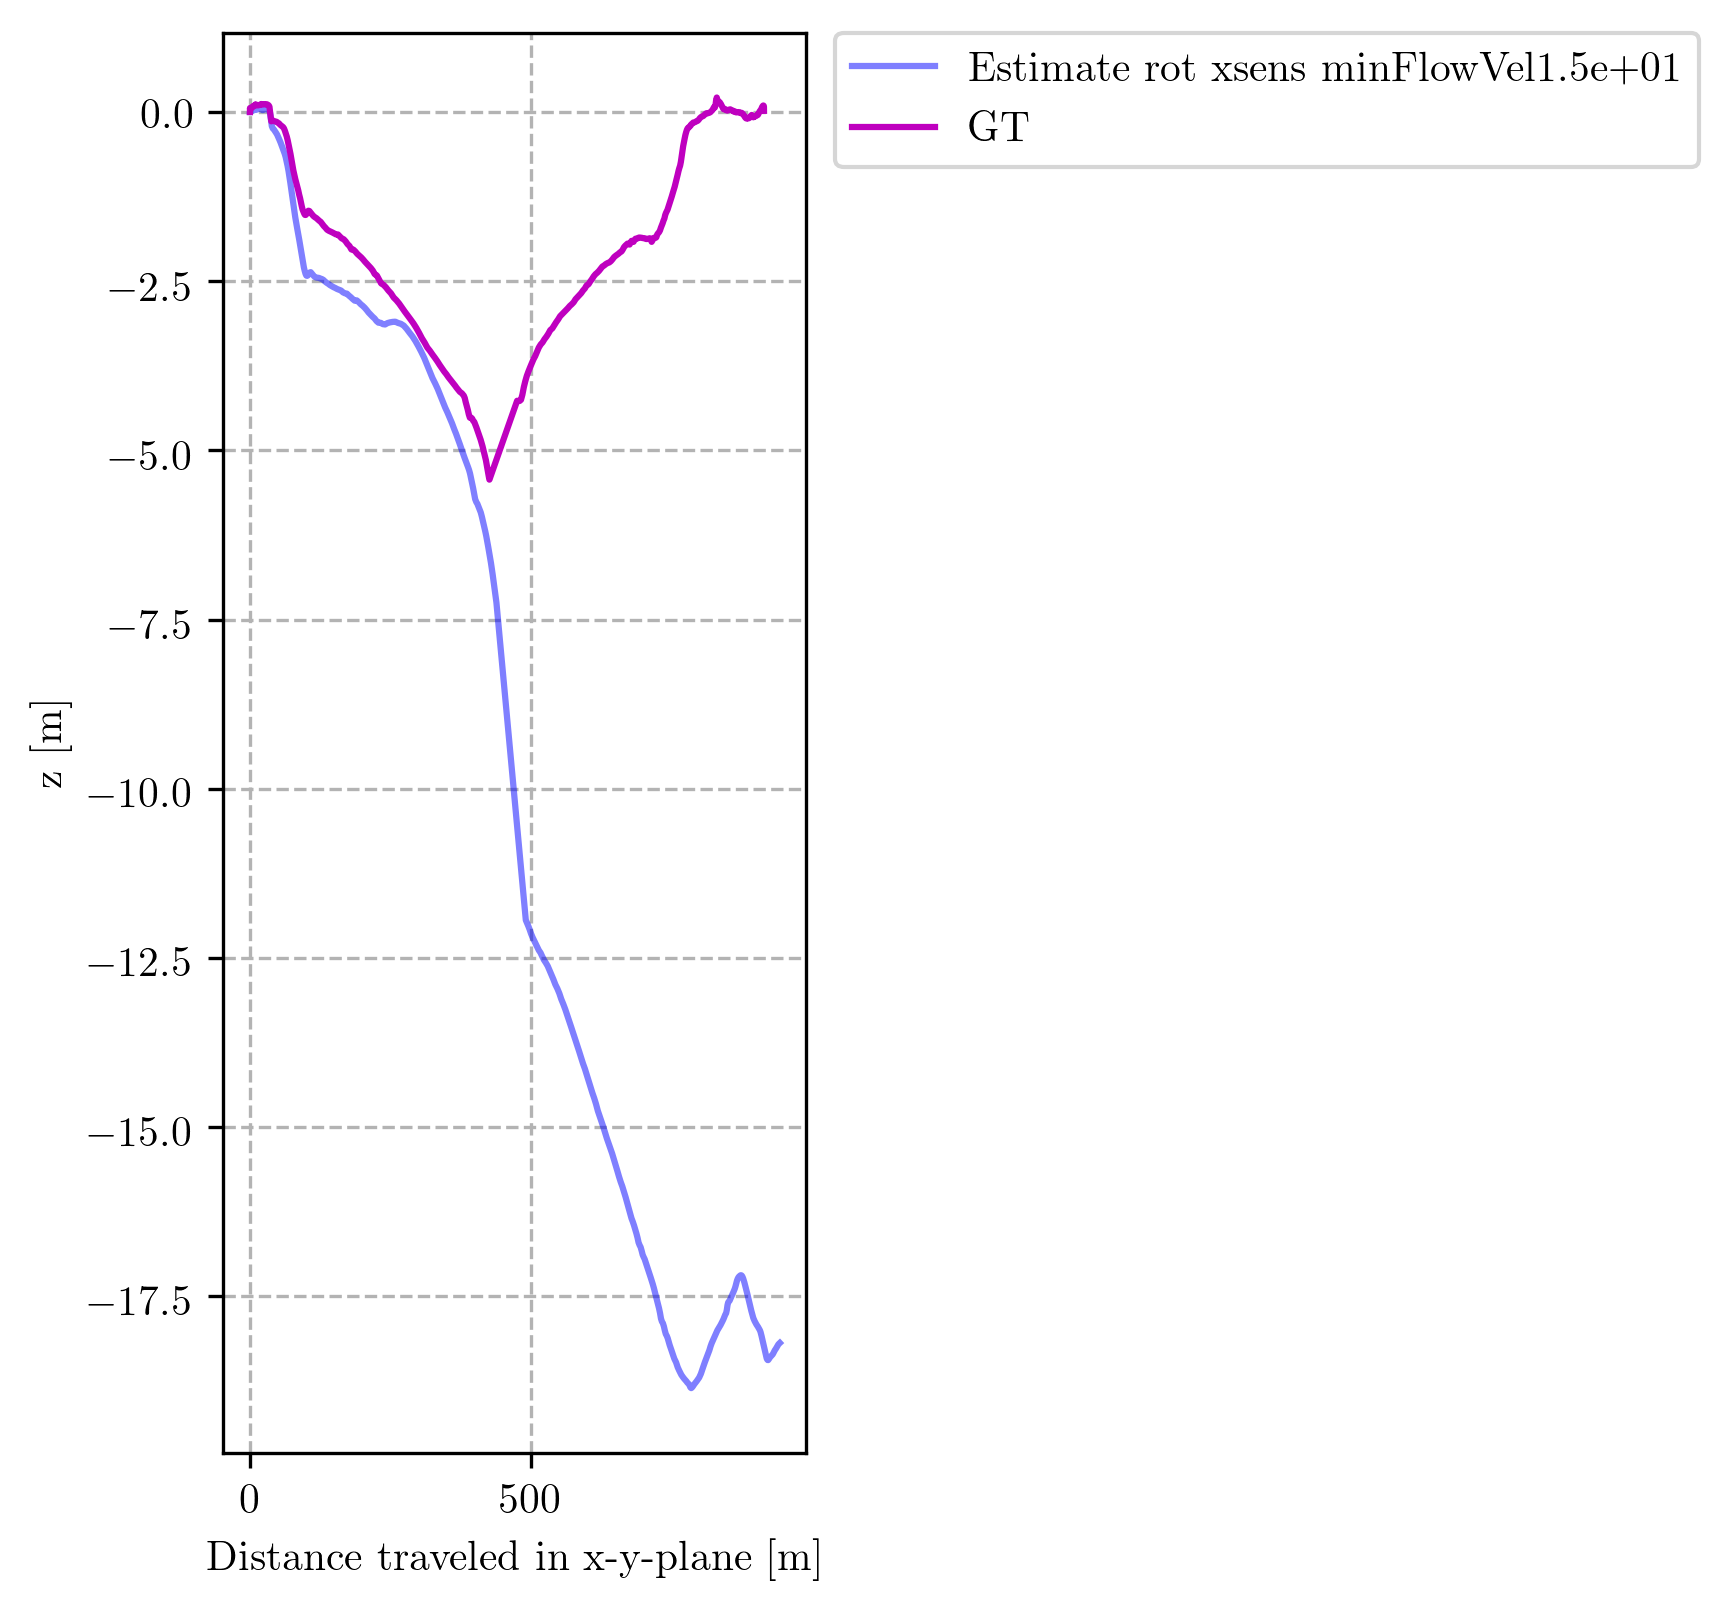 Estimate rot xsens minFlowVel1.5e+01
GT
0.0
−2.5
−5.0
−7.5
−10.0
−12.5
−15.0
−17.5
z [m]
0 500
Distance traveled in x-y-plane [m]